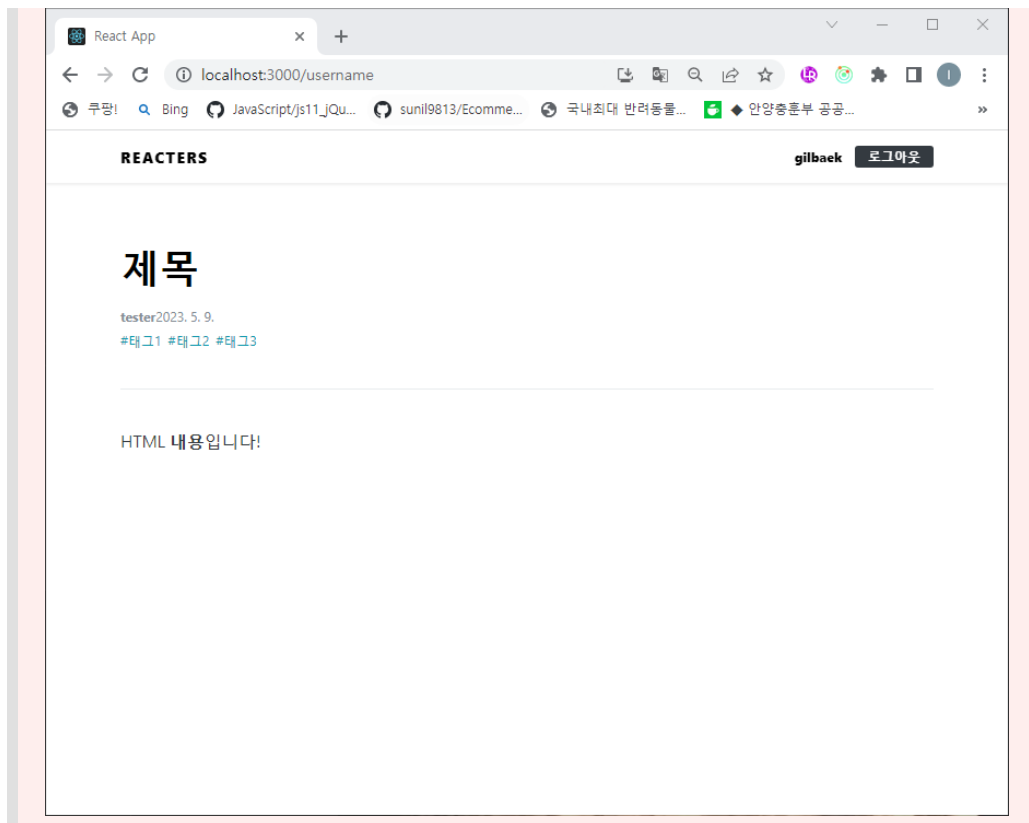 React App
localhost:3000/username
쿠팡! Bing JavaScript/js11_jQu... sunil9813/Ecomme... 국내최대 반려동물... ◆ 안양충훈부 공공... »
REACTERS gilbaek 로그아웃
제목
tester2023. 5. 9.
#태그1 #태그2 #태그3
HTML 내용입니다!